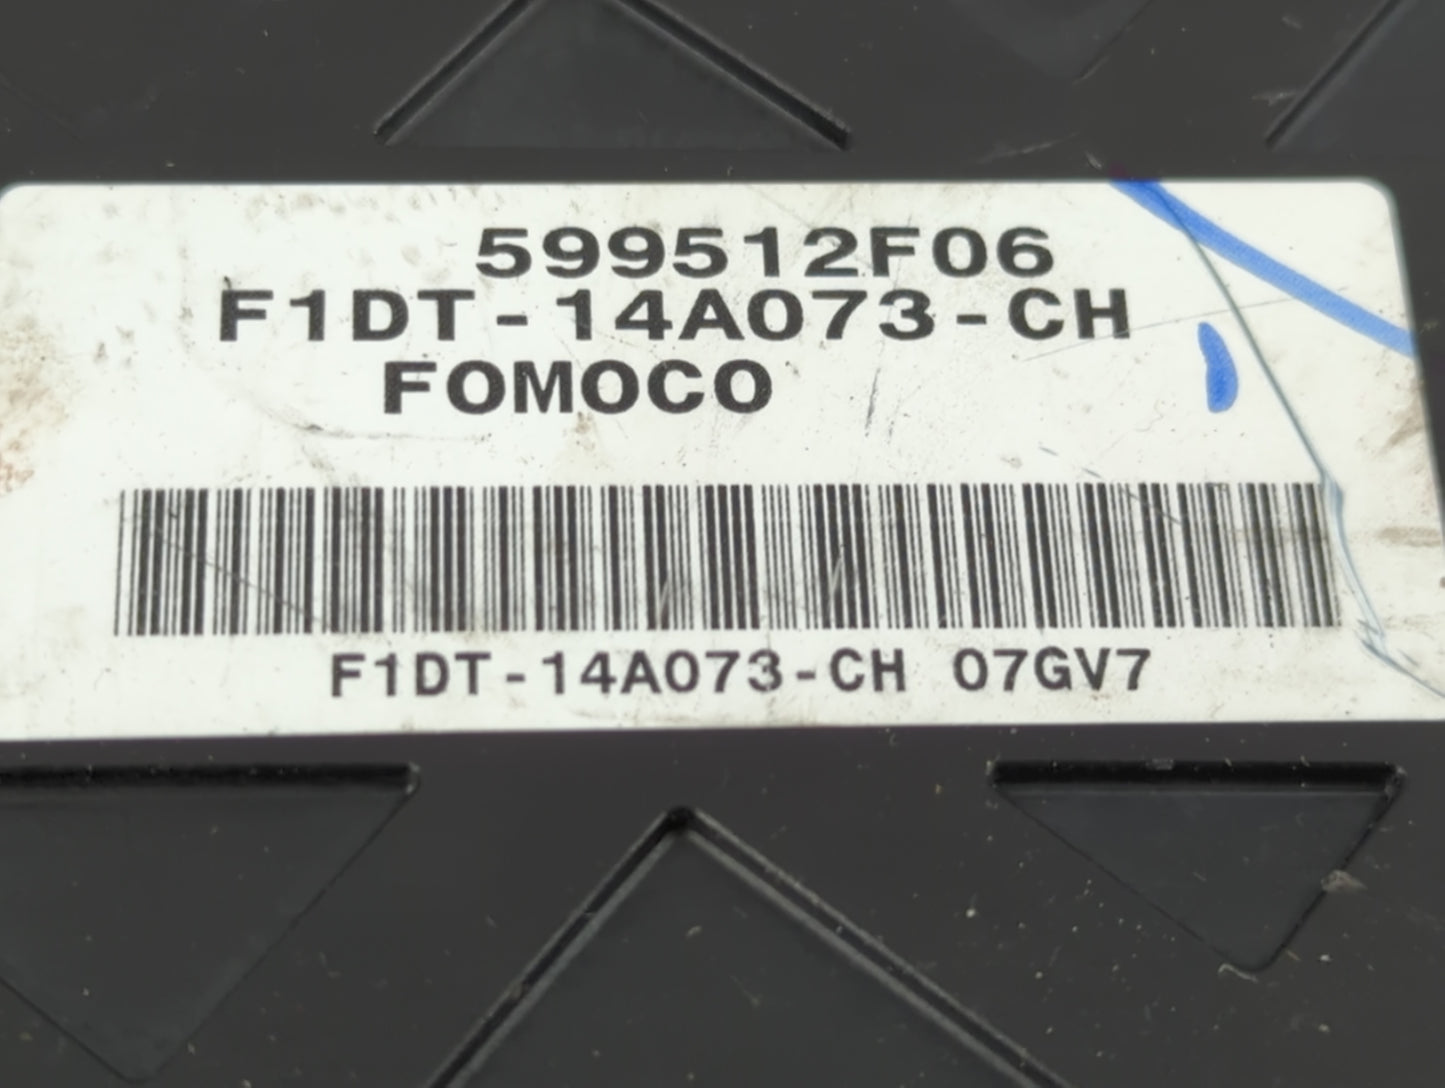 599512F06
F1DT-14A073-CH
FOMOCO
F1DT-14A073-CH 07GV7